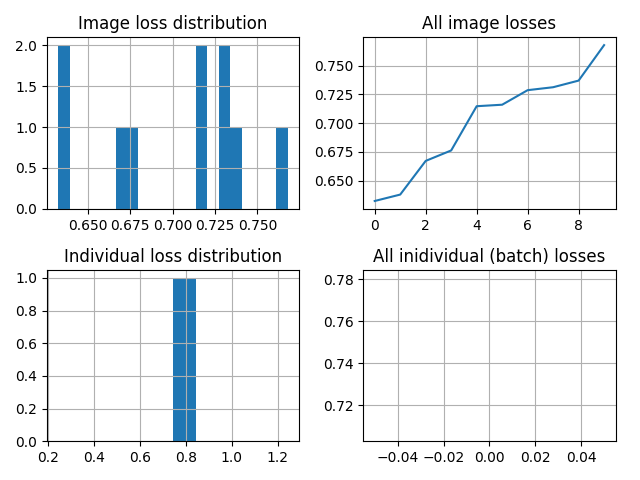 Image loss distribution
2.0
1.5
1.0
0.5
0.0
0.650 0.675 0.700 0.725 0.750
All image losses
0.750
0.725
0.700
0.675
0.650
0 2 4 6 8
Individual loss distribution
1.0
0.8
0.6
0.4
0.2
0.0
0.2 0.4 0.6 0.8 1.0 1.2
All inidividual (batch) losses
0.78
0.76
0.74
0.72
−0.04 −0.02 0.00 0.02 0.04